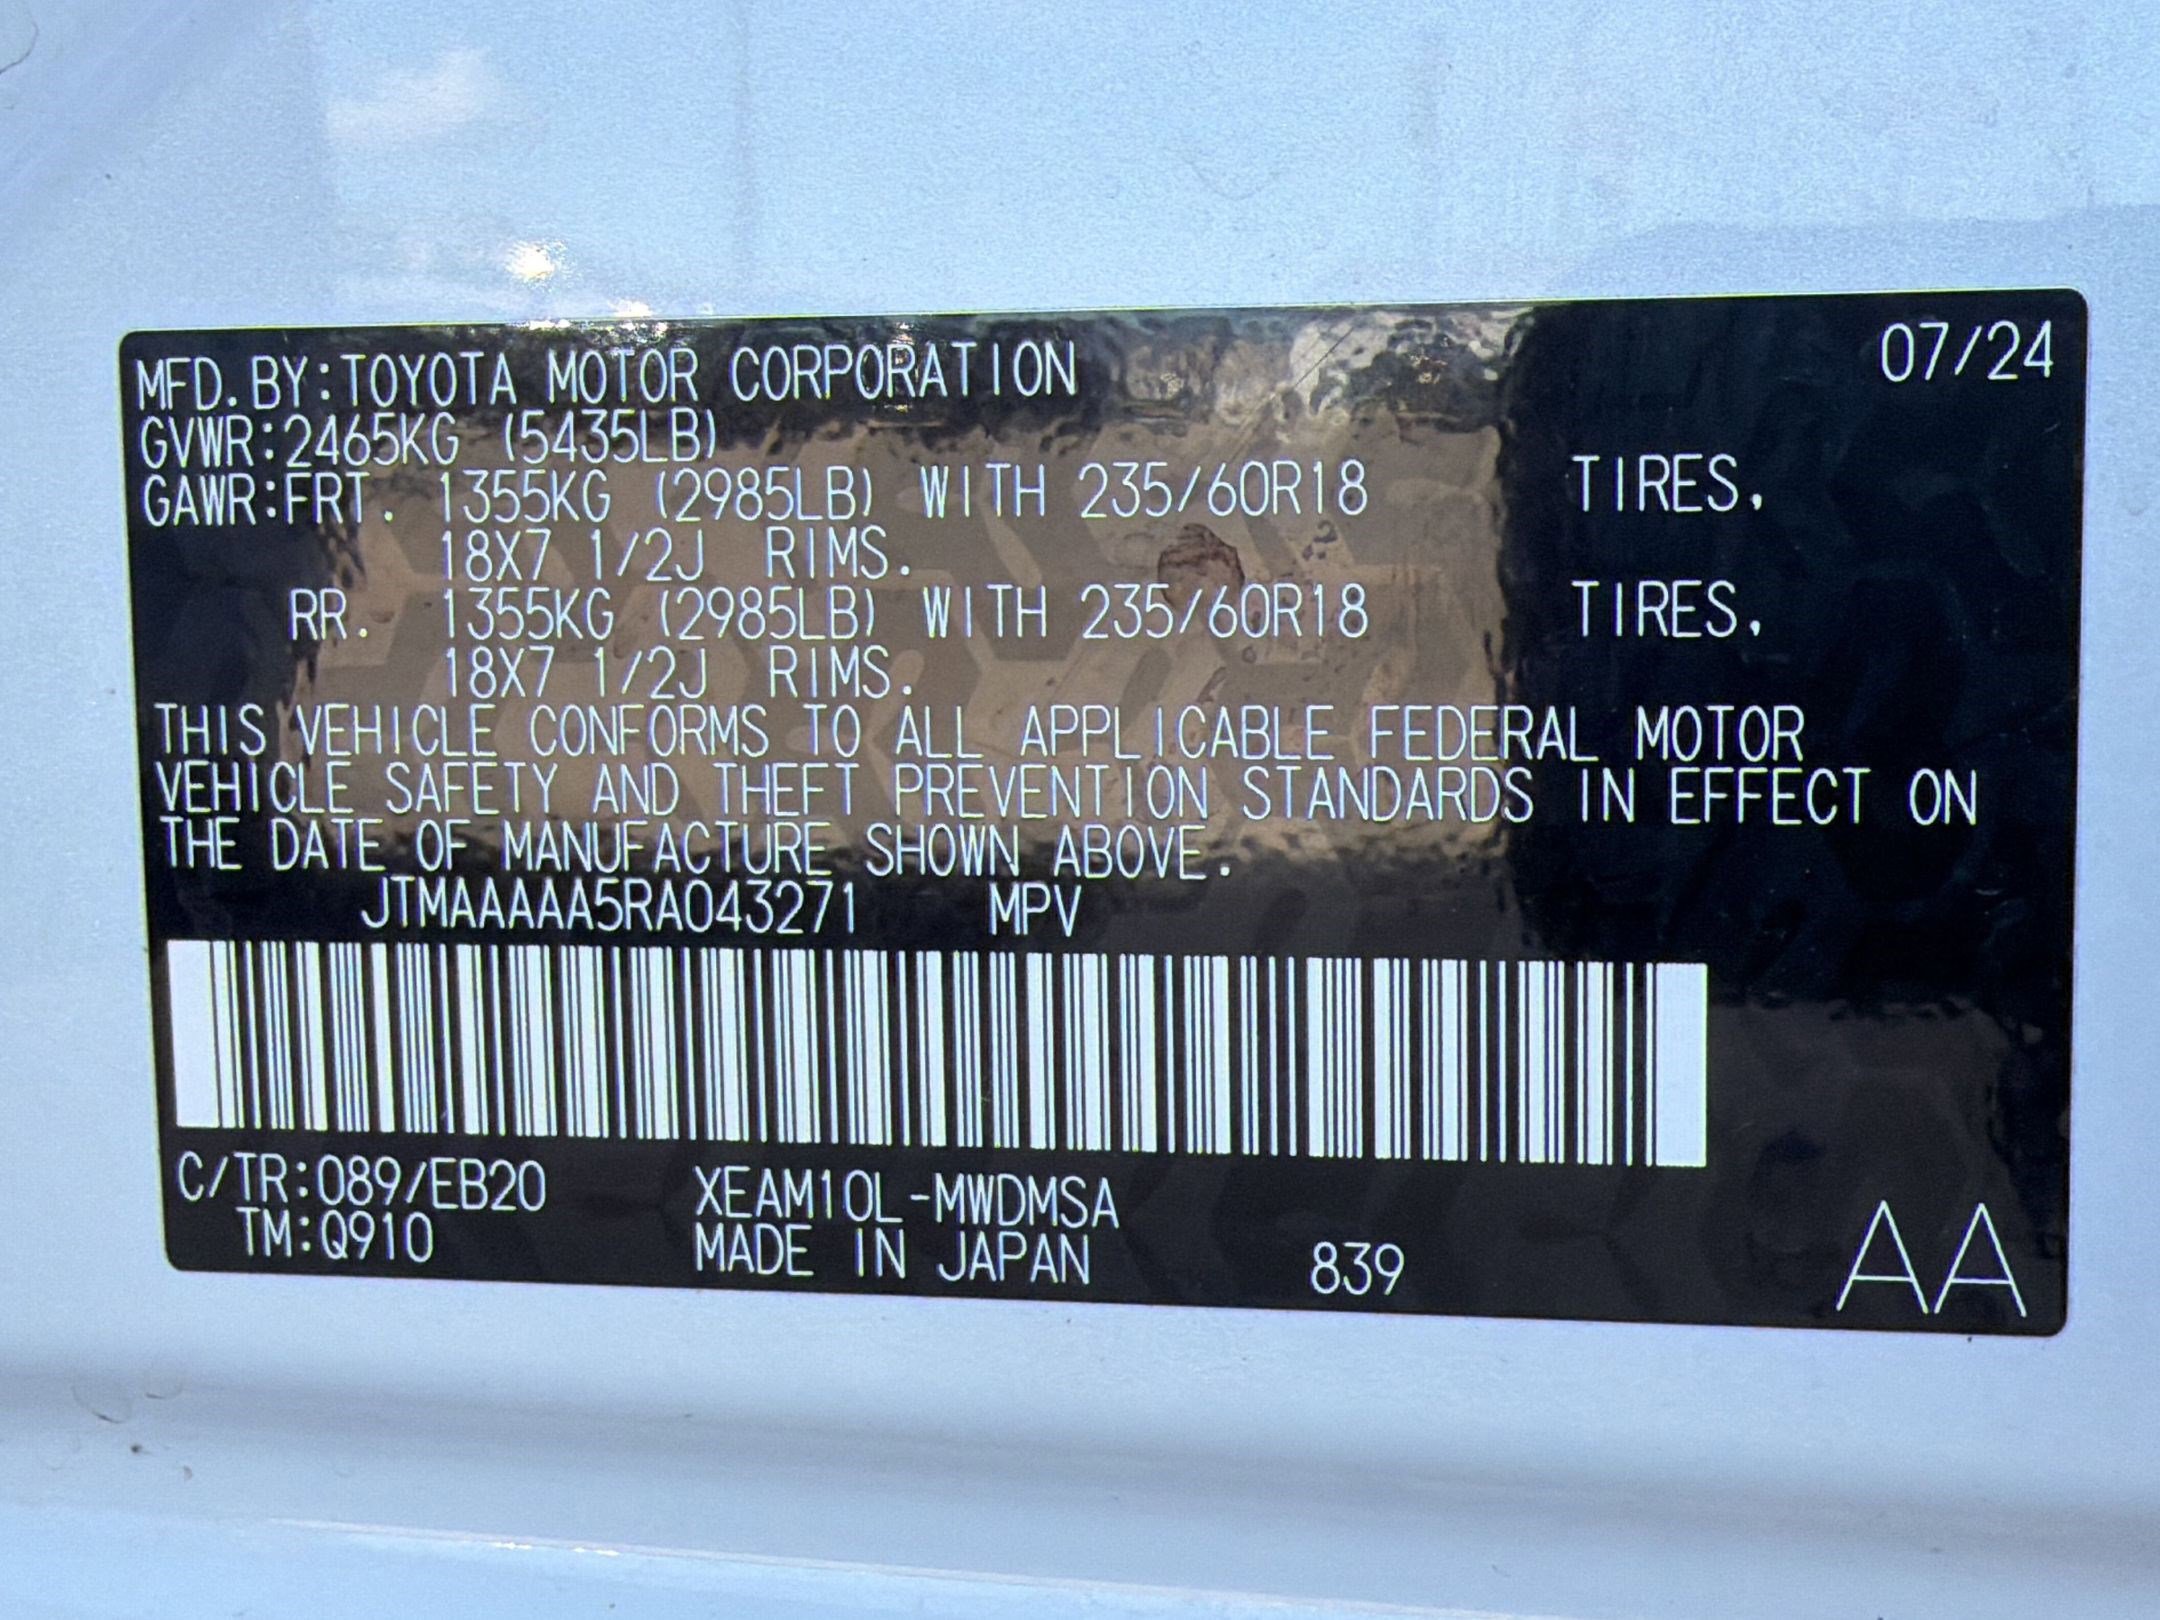 07/24
MFD.BY:TOYOTA MOTOR CORPORATION
GVWR:2465KG (5435LB)
GAWR:FRT. 1355KG (2985LB) WITH 235/60R18 TIRES,
18X7 1/2J RIMS.
RR. 1355KG (2985LB) WITH 235/60R18 TIRES,
18X7 1/2J RIMS.
THIS VEHICLE CONFORMS TO ALL APPLICABLE FEDERAL MOTOR
VEHICLE SAFETY AND THEFT PREVENTION STANDARDS IN EFFECT ON
THE DATE OF MANUFACTURE SHOWN ABOVE.
JTMAAAAA5RA043271 MPV
C/TR:089/EB20 XEAM10L-MWDMSA
TM:Q910 MADE IN JAPAN 839 AA